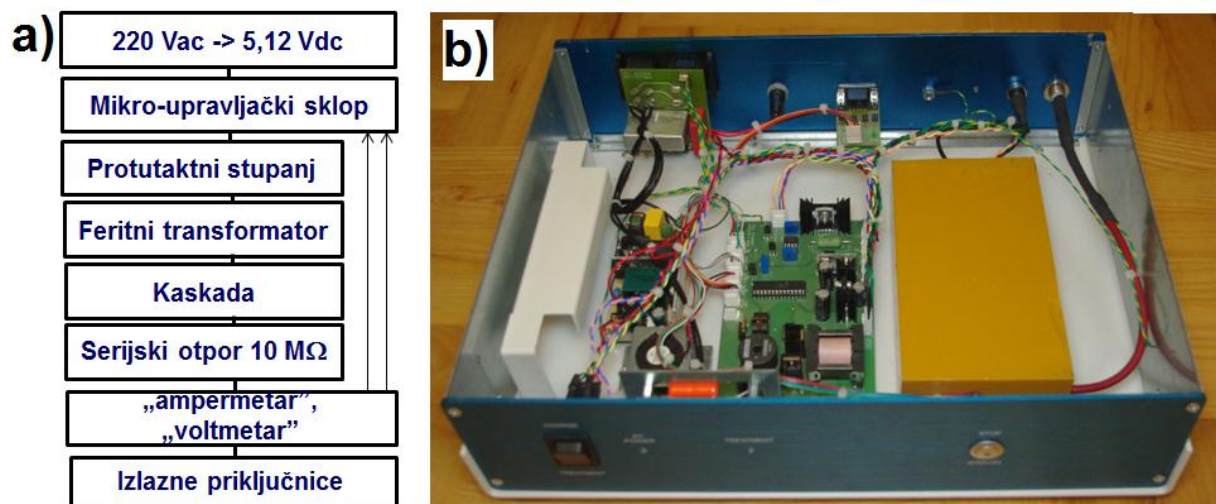 a)
220 Vac -> 5,12 Vdc
Mikro-upravljački sklop
Protutaktni stupanj
Feritni transformator
Kaskada
Serijski otpor 10 MΩ
„ampermetar”,
„voltmetar”
Izlazne priključnice
b)